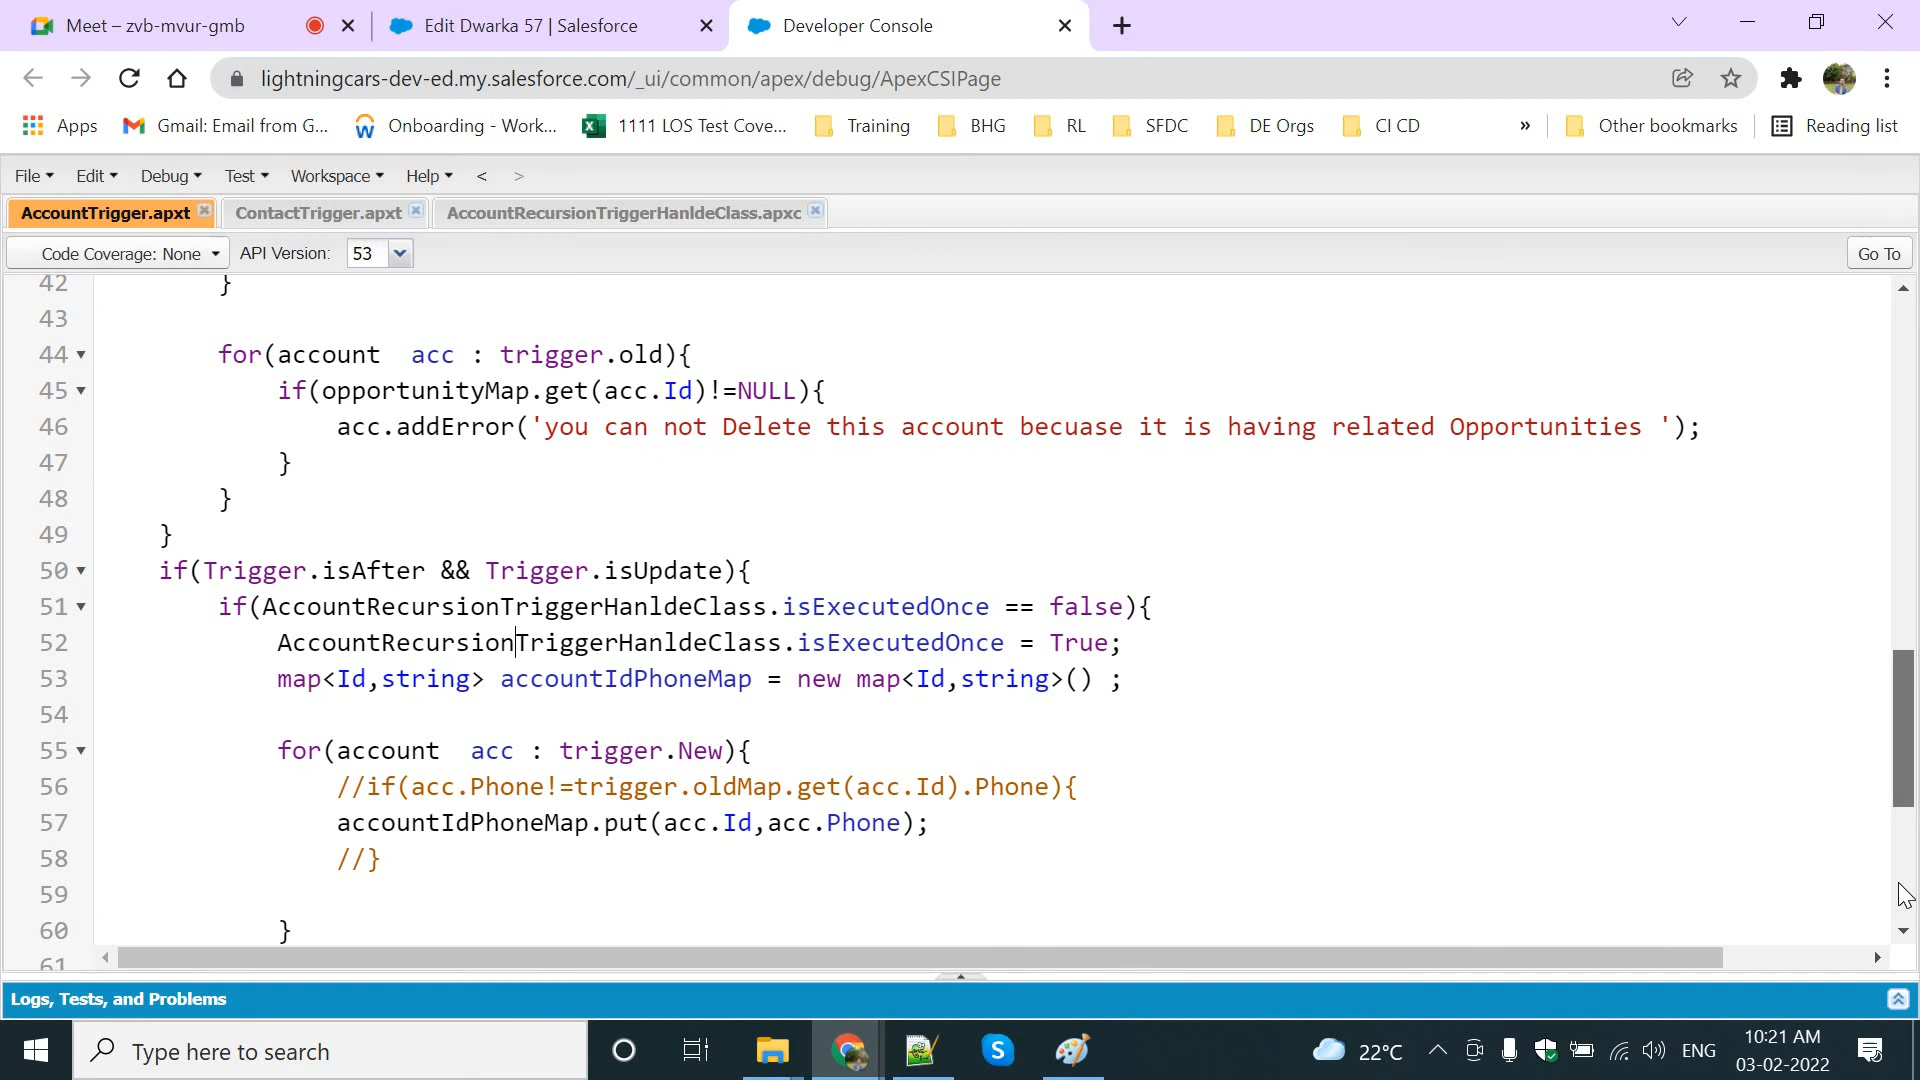 Meet – zvb-mvur-gmb
Edit Dwarka 57 | Salesforce
Developer Console
lightningcars-dev-ed.my.salesforce.com/_ui/common/apex/debug/ApexCSIPage
Apps
Gmail: Email from G...
Onboarding - Work...
1111 LOS Test Cove...
Training
BHG
RL
SFDC
DE Orgs
CI CD
»
Other bookmarks
Reading list
File
Edit
Debug
Test
Workspace
Help
<
>
AccountTrigger.apxt
ContactTrigger.apxt
AccountRecursionTriggerHanldeClass.apxc
Code Coverage: None
API Version:
53
Go To
42 }
43
44 for(account  acc : trigger.old){
45 if(opportunityMap.get(acc.Id)!=NULL){
46 acc.addError('you can not Delete this account becuase it is having related Opportunities ');
47 }
48 }
49 }
50 if(Trigger.isAfter && Trigger.isUpdate){
51 if(AccountRecursionTriggerHanldeClass.isExecutedOnce == false){
52 AccountRecursionTriggerHanldeClass.isExecutedOnce = True;
53 map<Id,string> accountIdPhoneMap = new map<Id,string>() ;
54
55 for(account  acc : trigger.New){
56 //if(acc.Phone!=trigger.oldMap.get(acc.Id).Phone){
57 accountIdPhoneMap.put(acc.Id,acc.Phone);
58 //}
59
60 }
61
Logs, Tests, and Problems
Type here to search
22°C
ENG
10:21 AM
03-02-2022